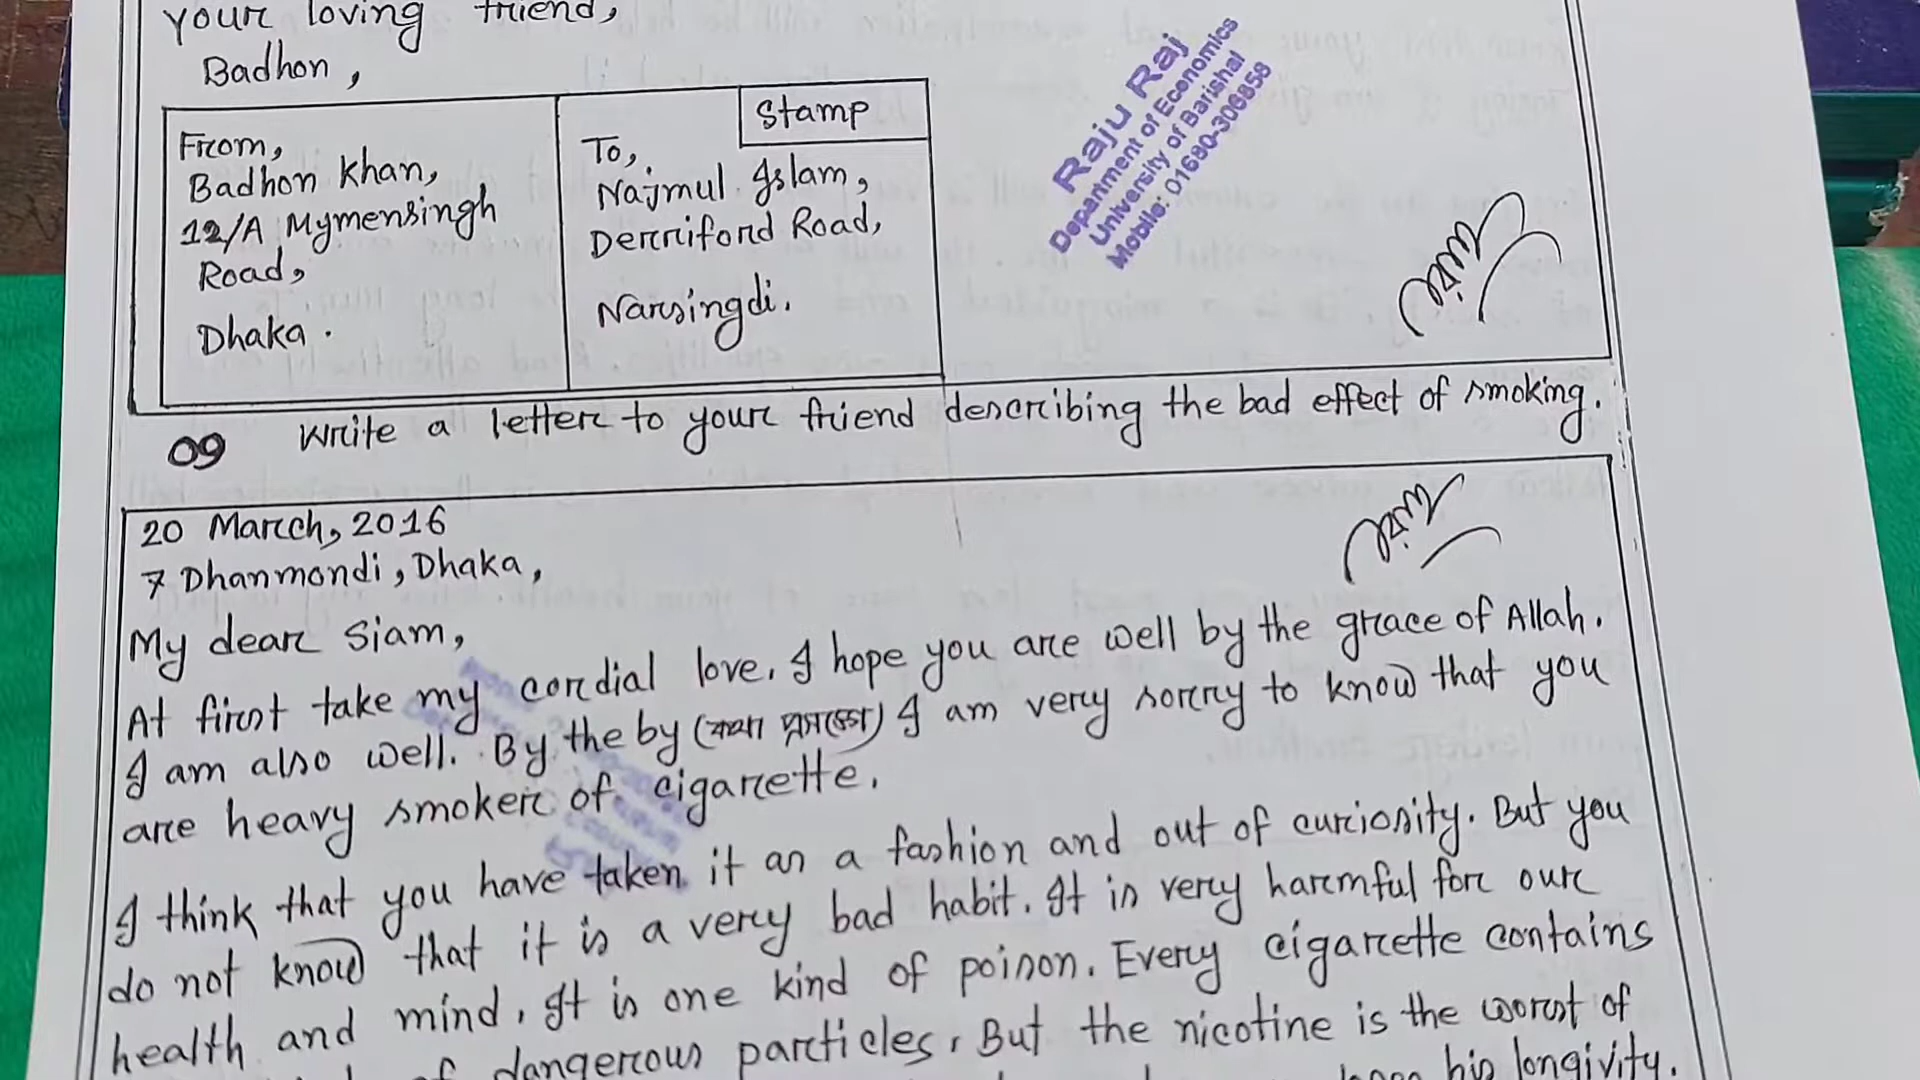 your loving friend,
Badhon,
From,
Badhon Khan,
12/A, Mymensingh
Road,
Dhaka.
Stamp
To,
Najmul Islam,
Derriford Road,
Narsingdi.
Raju Raj
Department of Economics
University of Barishal
Mobile: 01680-306858
09 Write a letter to your friend describing the bad effect of smoking.
20 March, 2016
7 Dhanmondi, Dhaka,
My dear Siam,
At first take my cordial love. I hope you are well by the grace of Allah.
I am also well. By the by (কথা প্রসঙ্গে) I am very sorry to know that you
are heavy smoker of cigarette.
I think that you have taken it as a fashion and out of curiosity. But you
do not know that it is a very bad habit. It is very harmful for our
health and mind. It is one kind of poison. Every cigarette contains
of dangerous particles. But the nicotine is the worst of
his longivity.